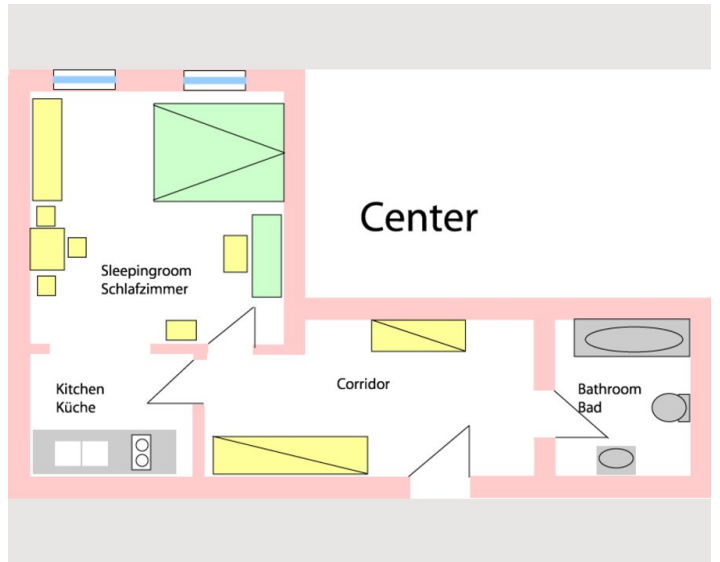 Center
Sleepingroom
Schlafzimmer
Kitchen
Küche
Corridor
Bathroom
Bad